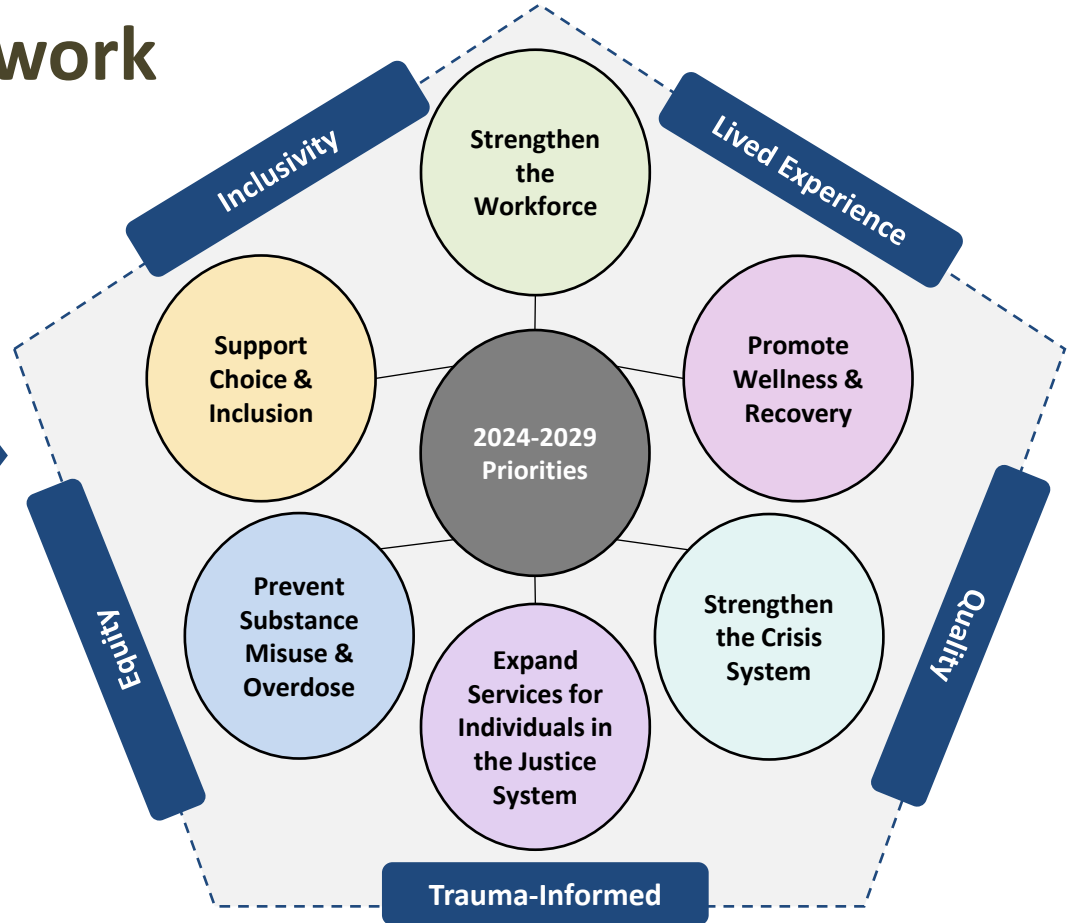 work
Inclusivity
Lived Experience
Strengthen
the
Workforce
Support
Choice &
Inclusion
Promote
Wellness &
Recovery
2024-2029
Priorities
Equity
Prevent
Substance
Misuse &
Overdose
Expand
Services for
Individuals in
the Justice
System
Strengthen
the Crisis
System
Quality
Trauma-Informed